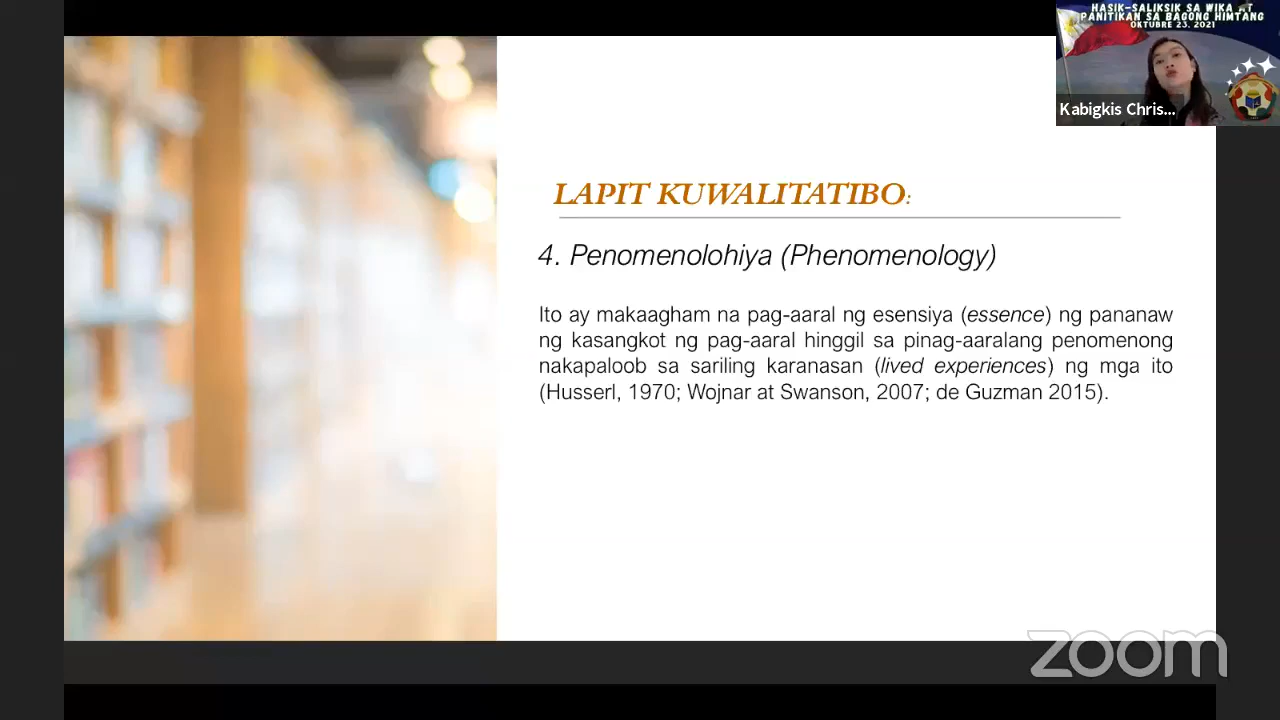 HASIK-SALIKSIK SA WIKA AT
PANITIKAN SA BAGONG HIMTANG
OKTUBRE 23, 2021
Kabigkis Chris...
LAPIT KUWALITATIBO:
4. Penomenolohiya (Phenomenology)
Ito ay makaagham na pag-aaral ng esensiya (essence) ng pananaw
ng kasangkot ng pag-aaral hinggil sa pinag-aaralang penomenong
nakapaloob sa sariling karanasan (lived experiences) ng mga ito
(Husserl, 1970; Wojnar at Swanson, 2007; de Guzman 2015).
zoom